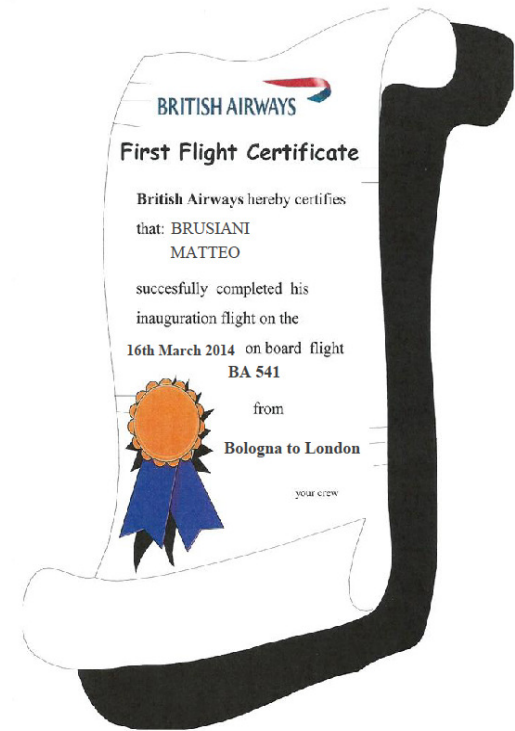 BRITISH AIRWAYS
First Flight Certificate
British Airways hereby certifies
that: BRUSIANI
MATTEO
succesfully completed his
inauguration flight on the
16th March 2014 on board flight
BA 541
from
Bologna to London
your crew